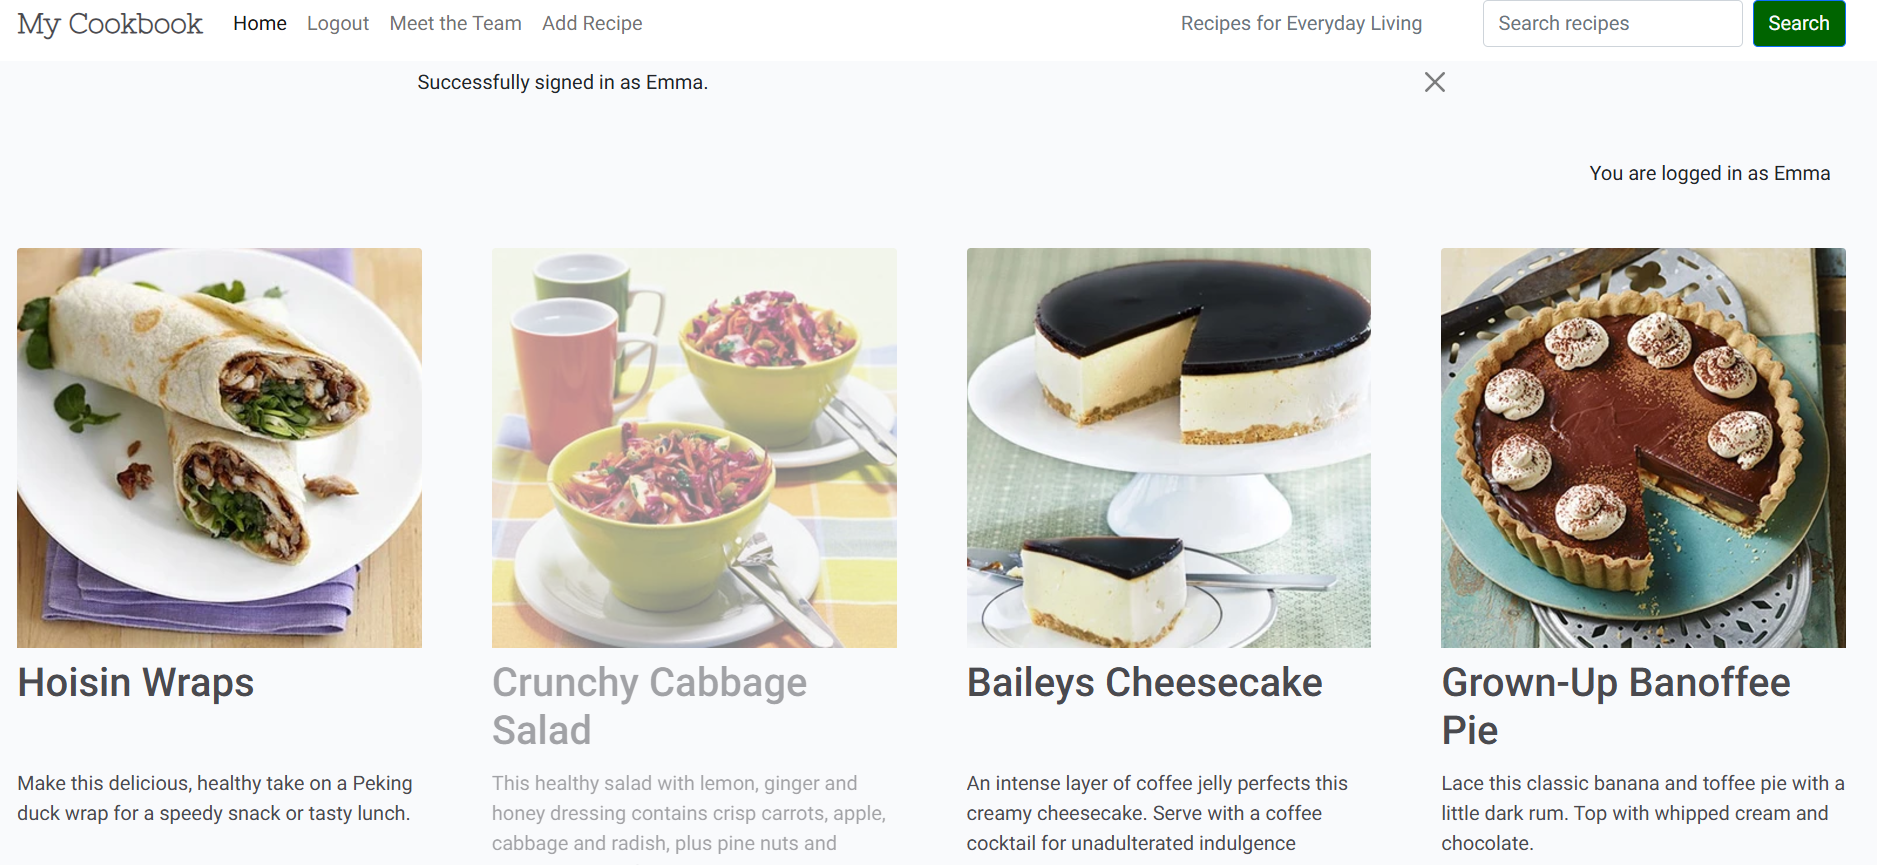 My Cookbook Home Logout Meet the Team Add Recipe Recipes for Everyday Living Search recipes Search
Successfully signed in as Emma.
You are logged in as Emma
Hoisin Wraps
Make this delicious, healthy take on a Peking
duck wrap for a speedy snack or tasty lunch.
Crunchy Cabbage
Salad
This healthy salad with lemon, ginger and
honey dressing contains crisp carrots, apple,
cabbage and radish, plus pine nuts and
Baileys Cheesecake
An intense layer of coffee jelly perfects this
creamy cheesecake. Serve with a coffee
cocktail for unadulterated indulgence
Grown-Up Banoffee
Pie
Lace this classic banana and toffee pie with a
little dark rum. Top with whipped cream and
chocolate.